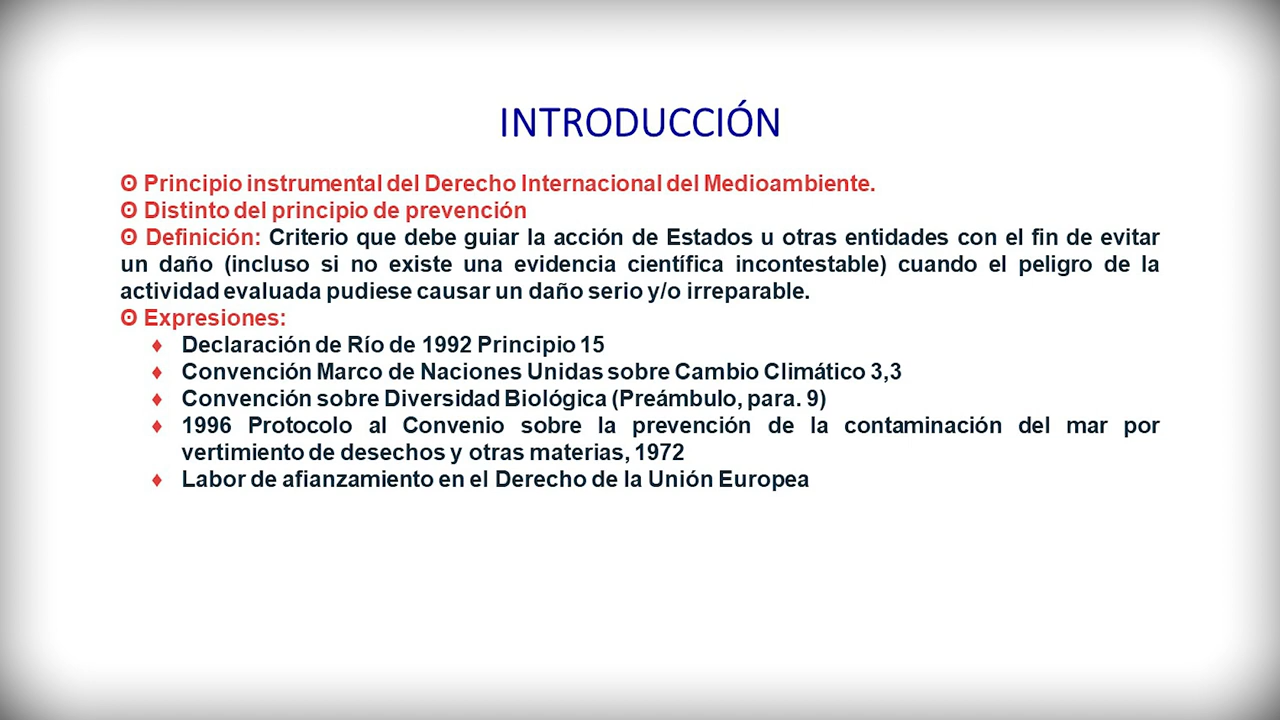 INTRODUCCIÓN
ʘ Principio instrumental del Derecho Internacional del Medioambiente.
ʘ Distinto del principio de prevención
ʘ Definición: Criterio que debe guiar la acción de Estados u otras entidades con el fin de evitar
un daño (incluso si no existe una evidencia científica incontestable) cuando el peligro de la
actividad evaluada pudiese causar un daño serio y/o irreparable.
ʘ Expresiones:
♦ Declaración de Río de 1992 Principio 15
♦ Convención Marco de Naciones Unidas sobre Cambio Climático 3,3
♦ Convención sobre Diversidad Biológica (Preámbulo, para. 9)
♦ 1996 Protocolo al Convenio sobre la prevención de la contaminación del mar por
vertimiento de desechos y otras materias, 1972
♦ Labor de afianzamiento en el Derecho de la Unión Europea